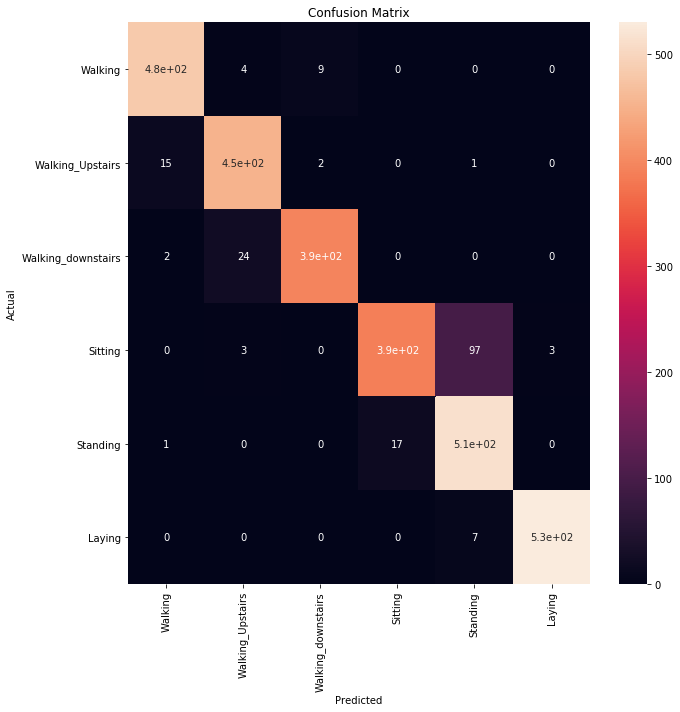 Confusion Matrix
Walking 4.8e+02 4 9 0 0 0
Walking_Upstairs 15 4.5e+02 2 0 1 0
Walking_downstairs 2 24 3.9e+02 0 0 0
Sitting 0 3 0 3.9e+02 97 3
Standing 1 0 0 17 5.1e+02 0
Laying 0 0 0 0 7 5.3e+02
Actual
Walking
Walking_Upstairs
Walking_downstairs
Sitting
Standing
Laying
Predicted
500
400
300
200
100
0